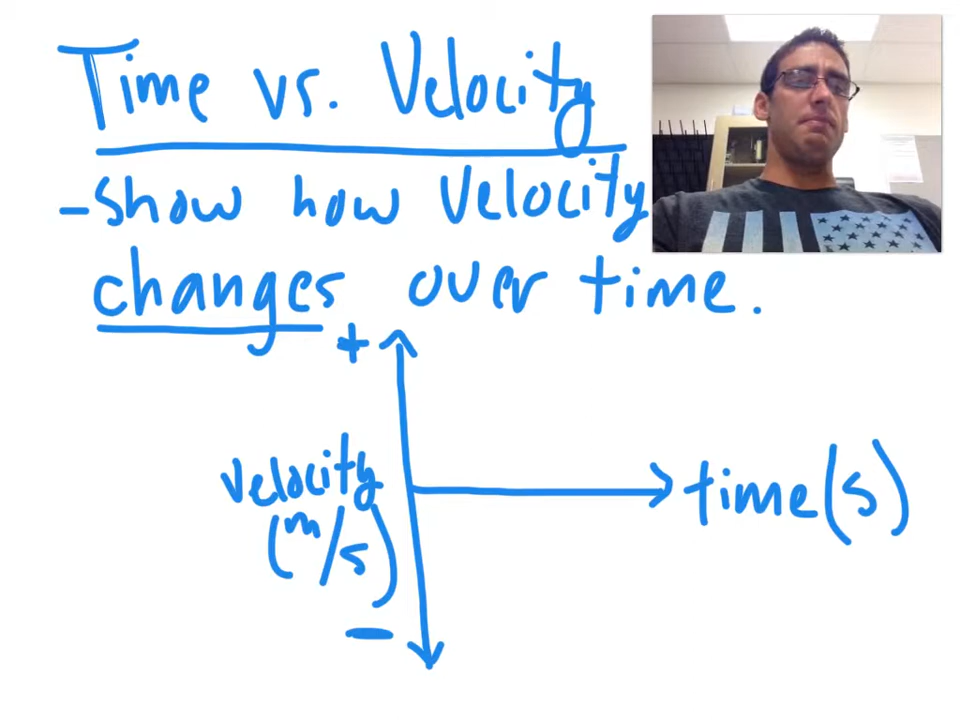 Time vs. Velocity
-show how velocity
changes over time.
+
velocity
(m/s)
time(s)
-